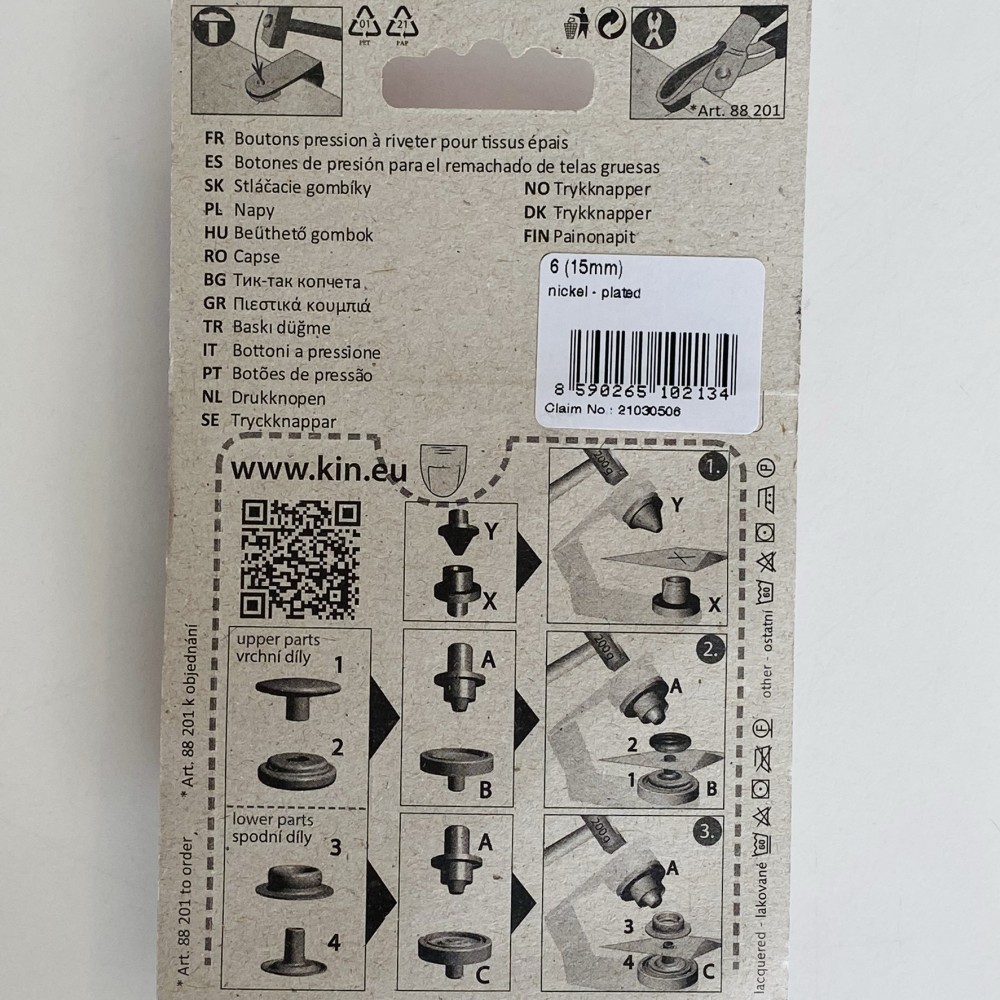 01
PET
21
PAP
*Art. 88 201
FR Boutons pression à riveter pour tissus épais
ES Botones de presión para el remachado de telas gruesas
SK Stláčacie gombíky
PL Napy
HU Beüthető gombok
RO Capse
BG Тик-так копчета
GR Πιεστικά κουμπιά
TR Baskı düğme
IT Bottoni a pressione
PT Botões de pressão
NL Drukknopen
SE Tryckknappar
NO Trykknapper
DK Trykknapper
FIN Painonapit
6 (15mm)
nickel - plated
8 590265 102134
Claim No : 21030506
www.kin.eu
Y
X
200g
1.
Y
X
upper parts
vrchní díly
1
2
A
B
200g
2.
A
2
1
B
lower parts
spodní díly
3
4
A
C
200g
3.
A
3
4
C
* Art. 88 201 k objednání
* Art. 88 201 to order
other - ostatní
60
P
lacquered - lakované
60
F